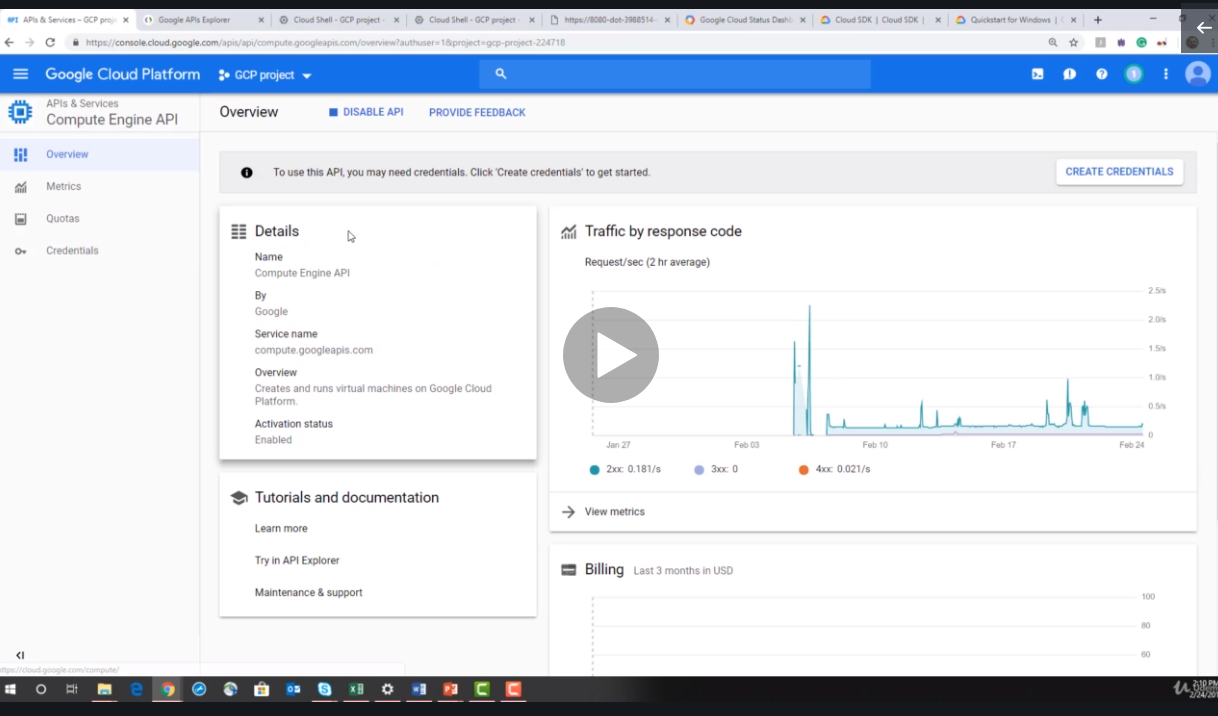 APIs & Services – GCP proje
Google APIs Explorer
Cloud Shell - GCP project -
Cloud Shell - GCP project -
https://8080-dot-3988514-
Google Cloud Status Dashb
Cloud SDK | Cloud SDK |
Quickstart for Windows |
https://console.cloud.google.com/apis/api/compute.googleapis.com/overview?authuser=1&project=gcp-project-224718
Google Cloud Platform
GCP project
1
APIs & Services
Compute Engine API
Overview
DISABLE API
PROVIDE FEEDBACK
Overview
Metrics
Quotas
Credentials
To use this API, you may need credentials. Click 'Create credentials' to get started.
CREATE CREDENTIALS
Details
Name
Compute Engine API
By
Google
Service name
compute.googleapis.com
Overview
Creates and runs virtual machines on Google Cloud
Platform.
Activation status
Enabled
Tutorials and documentation
Learn more
Try in API Explorer
Maintenance & support
Traffic by response code
Request/sec (2 hr average)
2.5/s
2.0/s
1.5/s
1.0/s
0.5/s
0
Jan 27
Feb 03
Feb 10
Feb 17
Feb 24
2xx: 0.181/s
3xx: 0
4xx: 0.021/s
View metrics
Billing Last 3 months in USD
100
80
60
https://cloud.google.com/compute/
2:10 PM